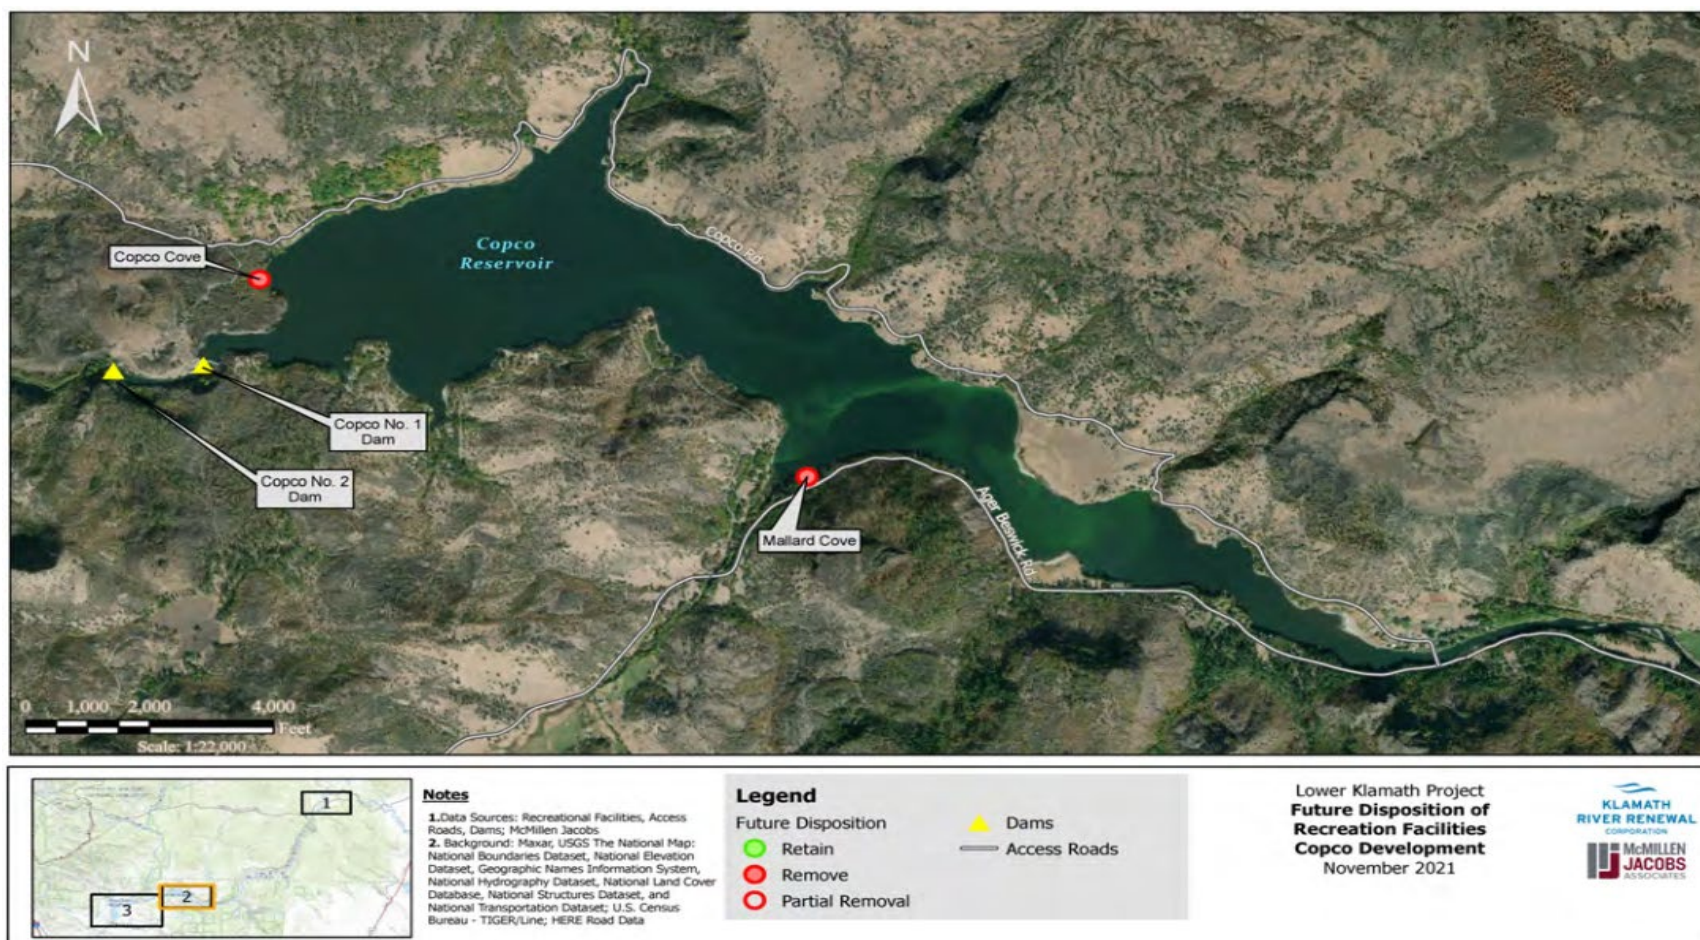 N
Copco
Reservoir
Copco Rd
Copco Cove
Copco No. 1
Dam
Copco No. 2
Dam
Mallard Cove
Ager Beswick Rd
0 1,000 2,000 4,000
Feet
Scale: 1:22,000
1
2
3
Notes
1.Data Sources: Recreational Facilities, Access
Roads, Dams; McMillen Jacobs
2. Background: Maxar, USGS The National Map:
National Boundaries Dataset, National Elevation
Dataset, Geographic Names Information System,
National Hydrography Dataset, National Land Cover
Database, National Structures Dataset, and
National Transportation Dataset; U.S. Census
Bureau - TIGER/Line; HERE Road Data
Legend
Future Disposition
Retain
Remove
Partial Removal
Dams
Access Roads
Lower Klamath Project
Future Disposition of
Recreation Facilities
Copco Development
November 2021
KLAMATH
RIVER RENEWAL
CORPORATION
McMILLEN
JACOBS
ASSOCIATES